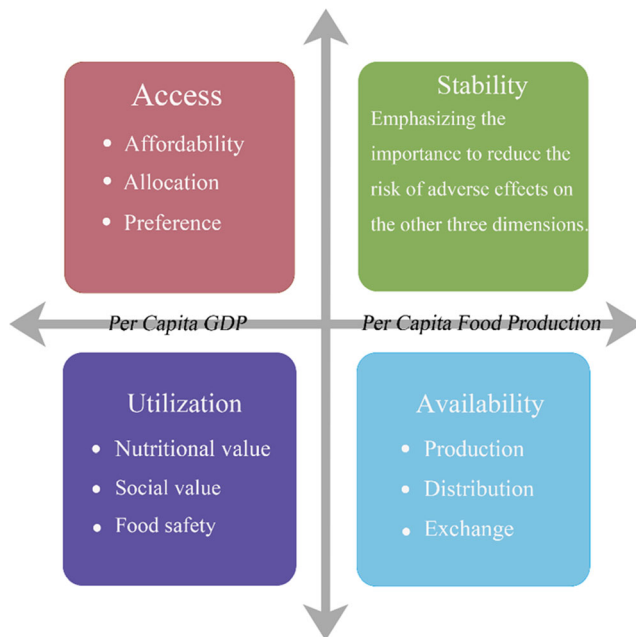 Access
• Affordability
• Allocation
• Preference
Stability
Emphasizing the
importance to reduce the
risk of adverse effects on
the other three dimensions.
Per Capita GDP
Per Capita Food Production
Utilization
• Nutritional value
• Social value
• Food safety
Availability
• Production
• Distribution
• Exchange